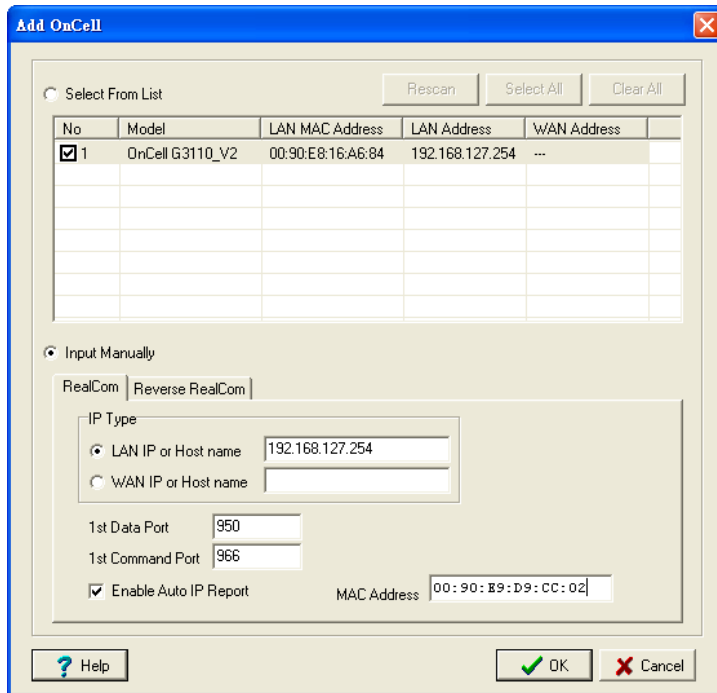 Add OnCell
Select From List
Rescan
Select All
Clear All
No Model LAN MAC Address LAN Address WAN Address
1 OnCell G3110_V2 00:90:E8:16:A6:84 192.168.127.254 ---
Input Manually
RealCom Reverse RealCom
IP Type
LAN IP or Host name 192.168.127.254
WAN IP or Host name
1st Data Port 950
1st Command Port 966
Enable Auto IP Report MAC Address 00:90:E9:D9:CC:02
Help OK Cancel